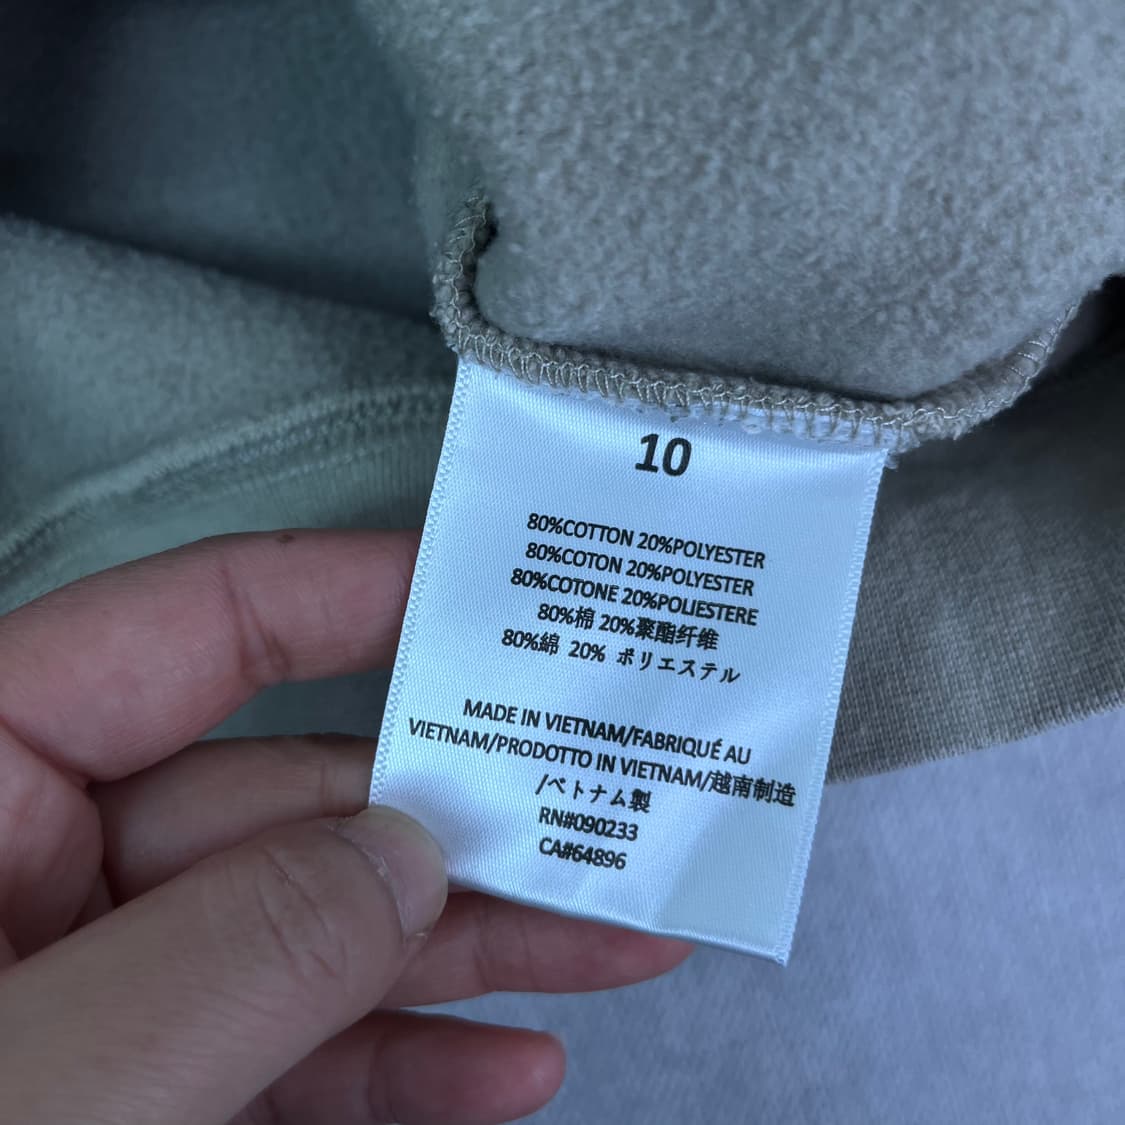 10
80%COTTON 20%POLYESTER
80%COTON 20%POLYESTER
80%COTONE 20%POLIESTERE
80%棉 20%聚酯纤维
80%綿 20% ポリエステル
MADE IN VIETNAM/FABRIQUÉ AU
VIETNAM/PRODOTTO IN VIETNAM/越南制造
/ベトナム製
RN#090233
CA#64896